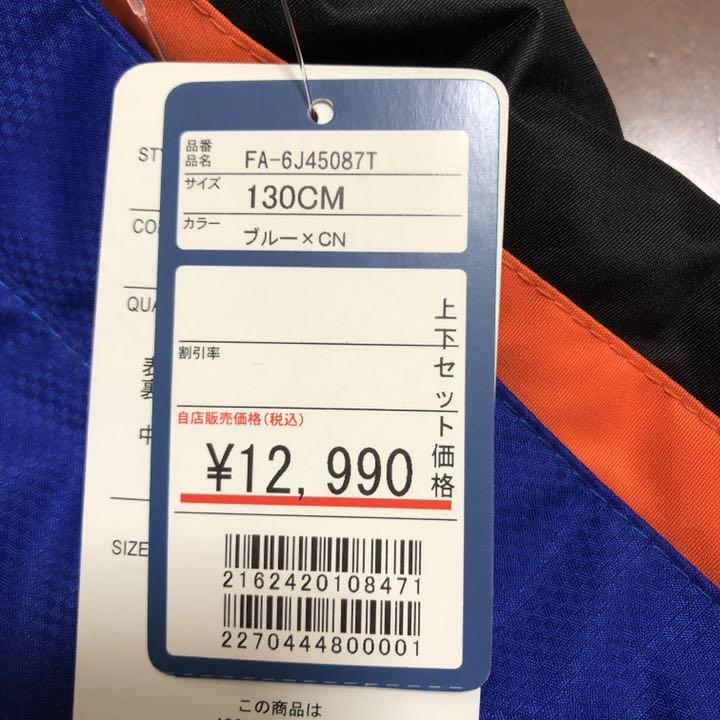 品番
品名 FA-6J45087T
サイズ 130CM
カラー ブルー×CN
上下セット価格
割引率
自店販売価格(税込)
¥12,990
2162420108471
2270444800001
STY
CO
QUA
表
裏
中
SIZE
この商品は